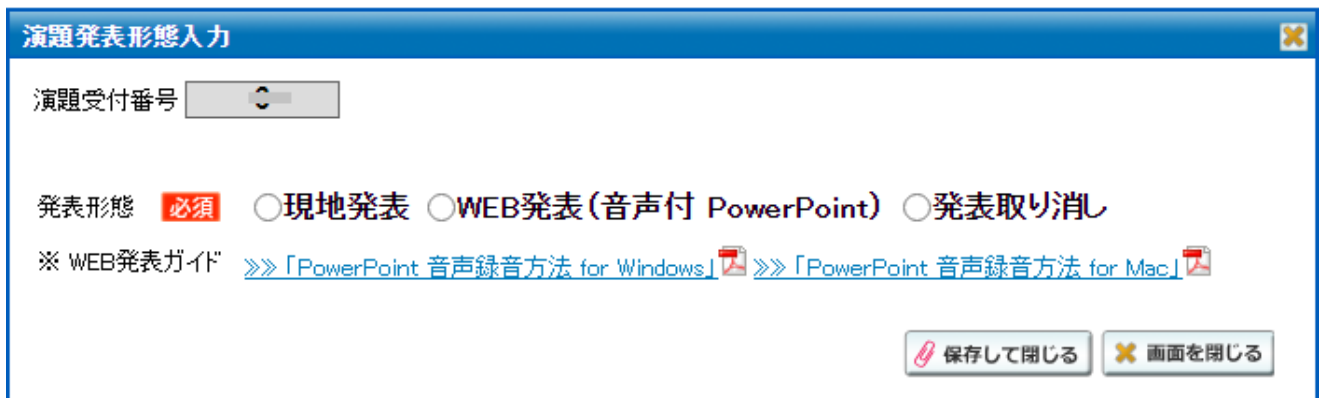 演題発表形態入力
演題受付番号
発表形態 必須 ○現地発表 ○WEB発表（音声付 PowerPoint） ○発表取り消し
※ WEB発表ガイド >>>「PowerPoint 音声録音方法 for Windows」 >>>「PowerPoint 音声録音方法 for Mac」
保存して閉じる 画面を閉じる